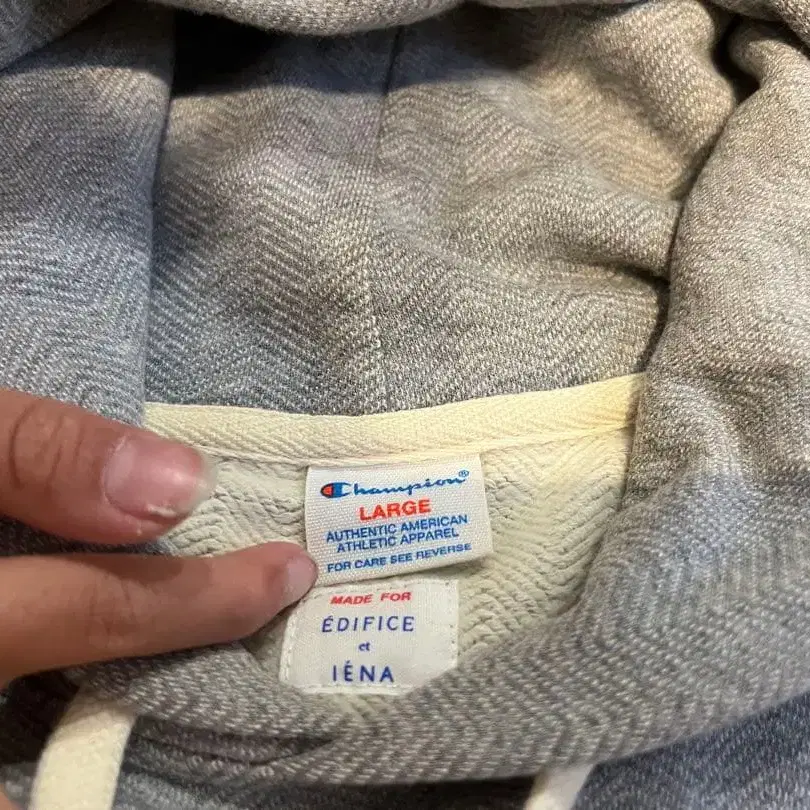 Champion®
LARGE
AUTHENTIC AMERICAN
ATHLETIC APPAREL
FOR CARE SEE REVERSE
MADE FOR
ÉDIFICE
et
IÉNA